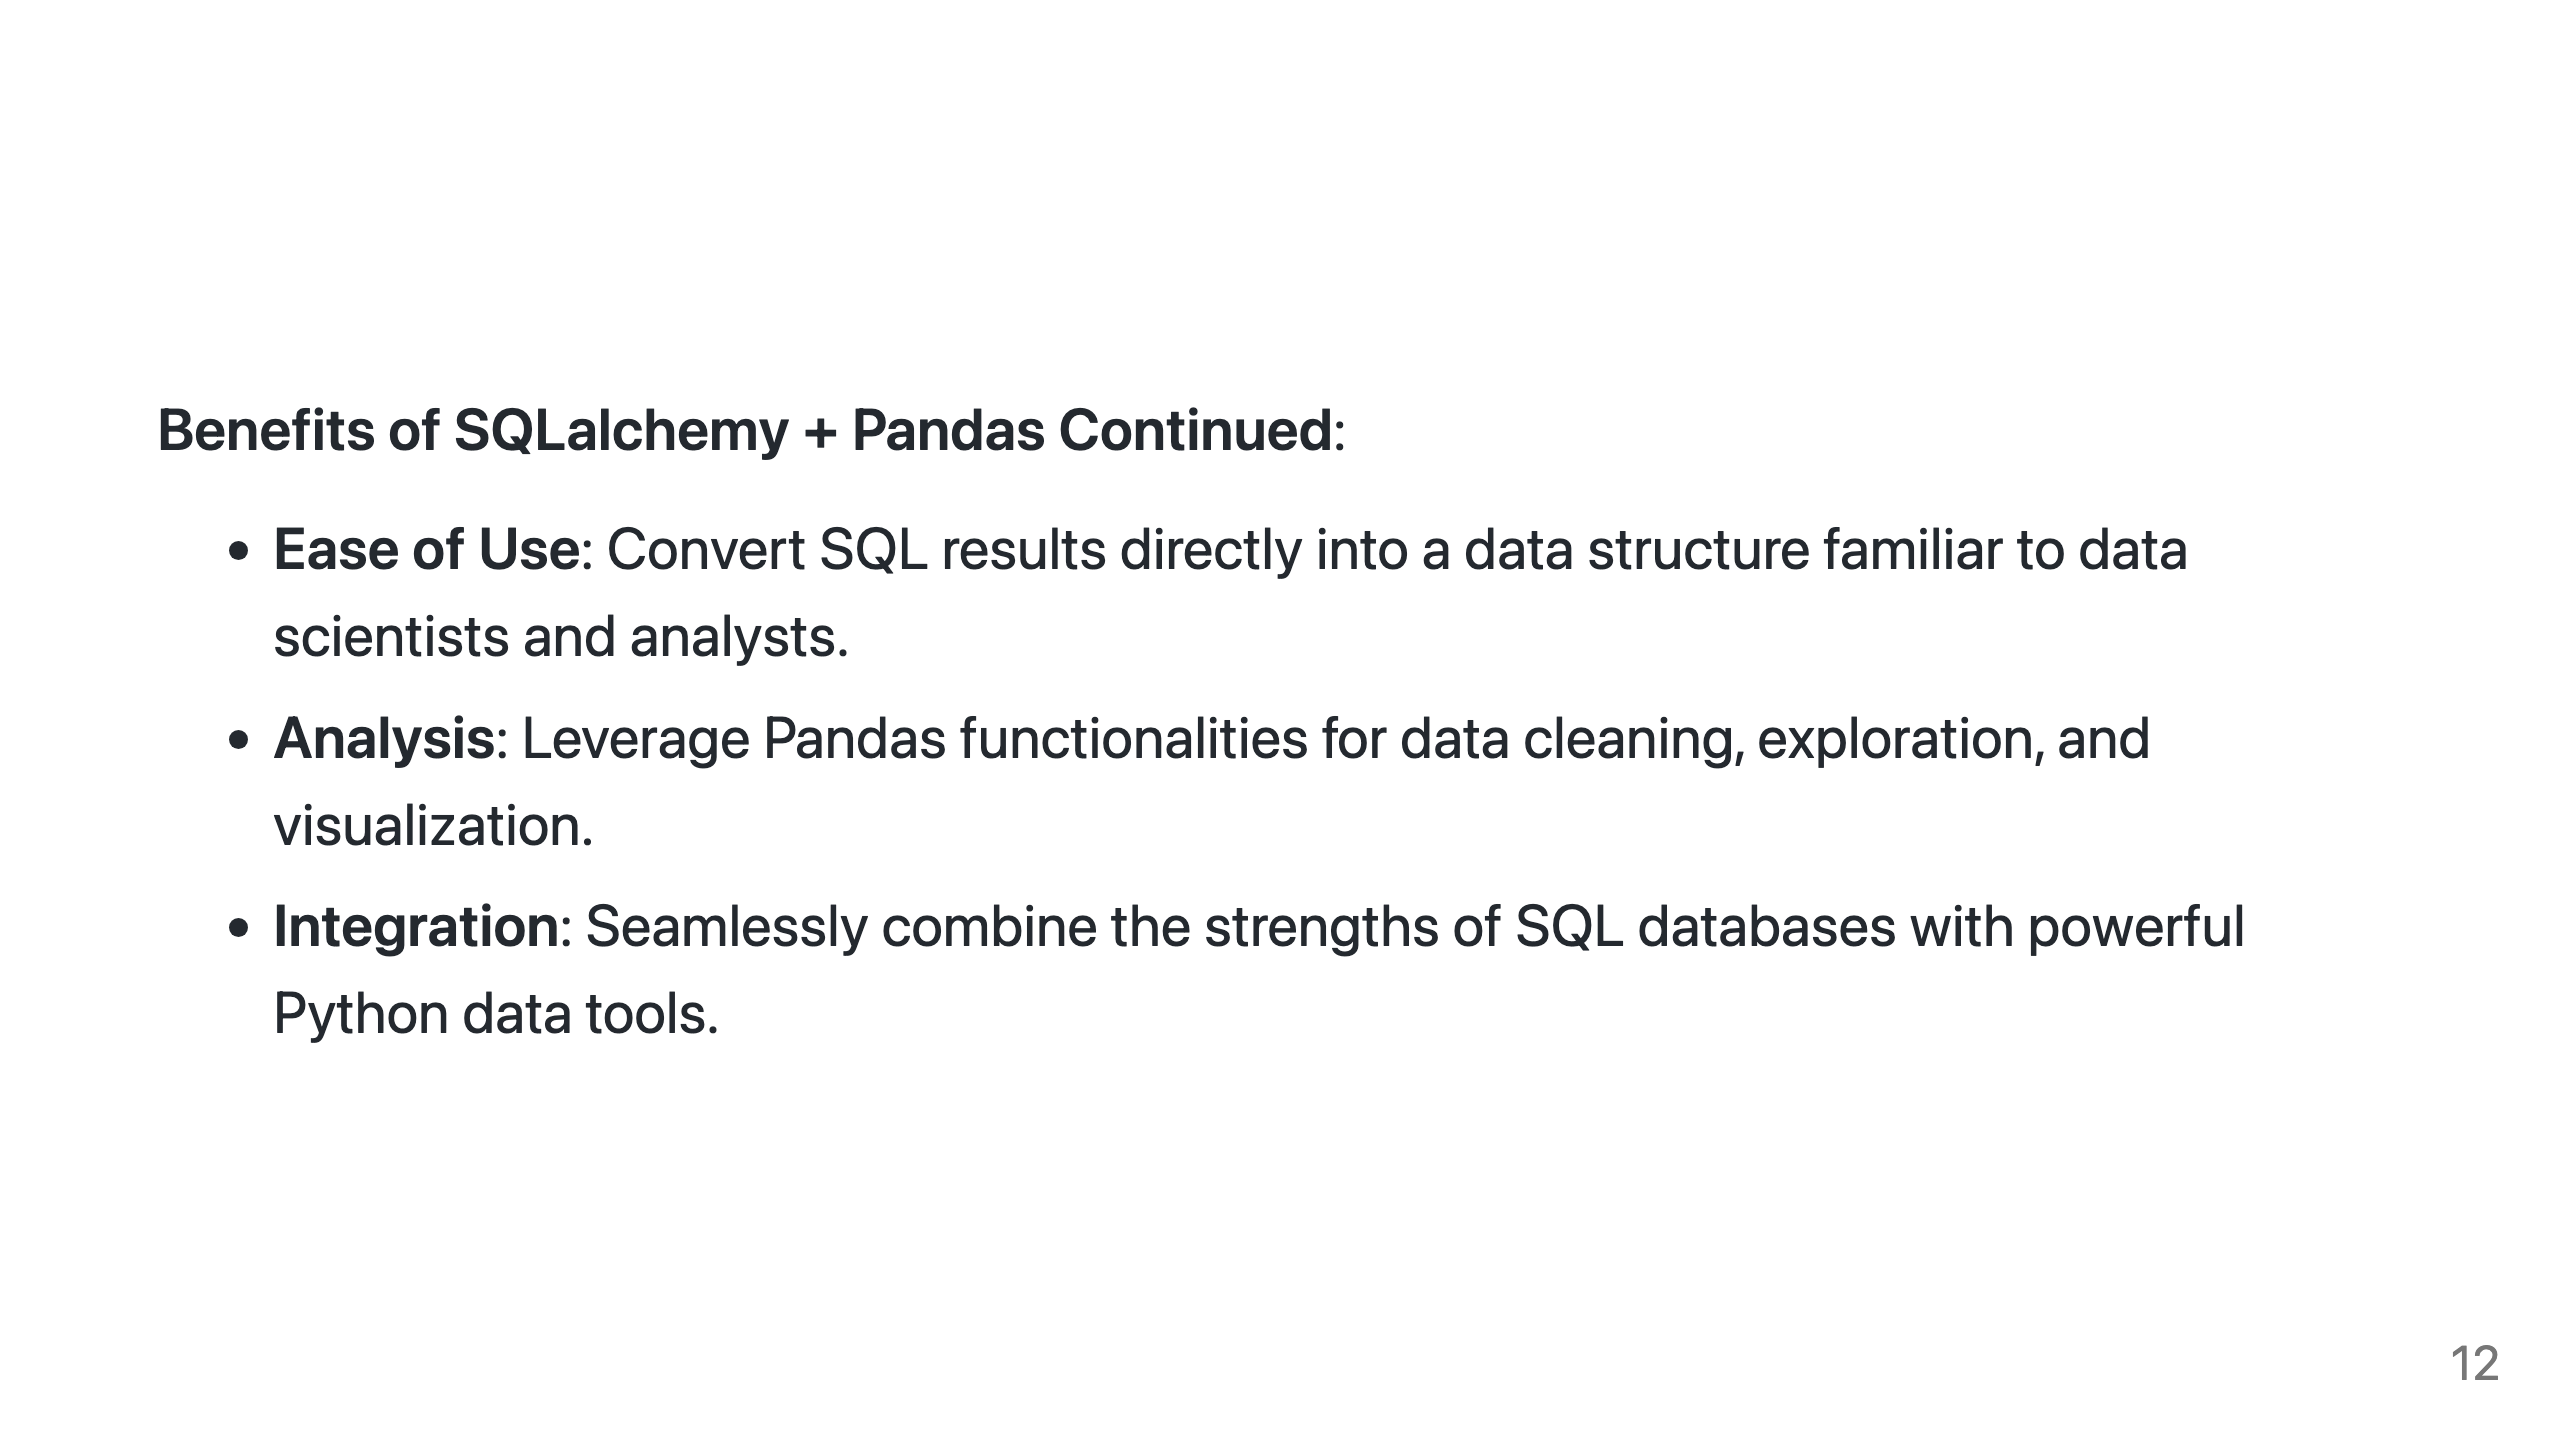 Benefits of SQLalchemy + Pandas Continued:
• Ease of Use: Convert SQL results directly into a data structure familiar to data
scientists and analysts.
• Analysis: Leverage Pandas functionalities for data cleaning, exploration, and
visualization.
• Integration: Seamlessly combine the strengths of SQL databases with powerful
Python data tools.
12